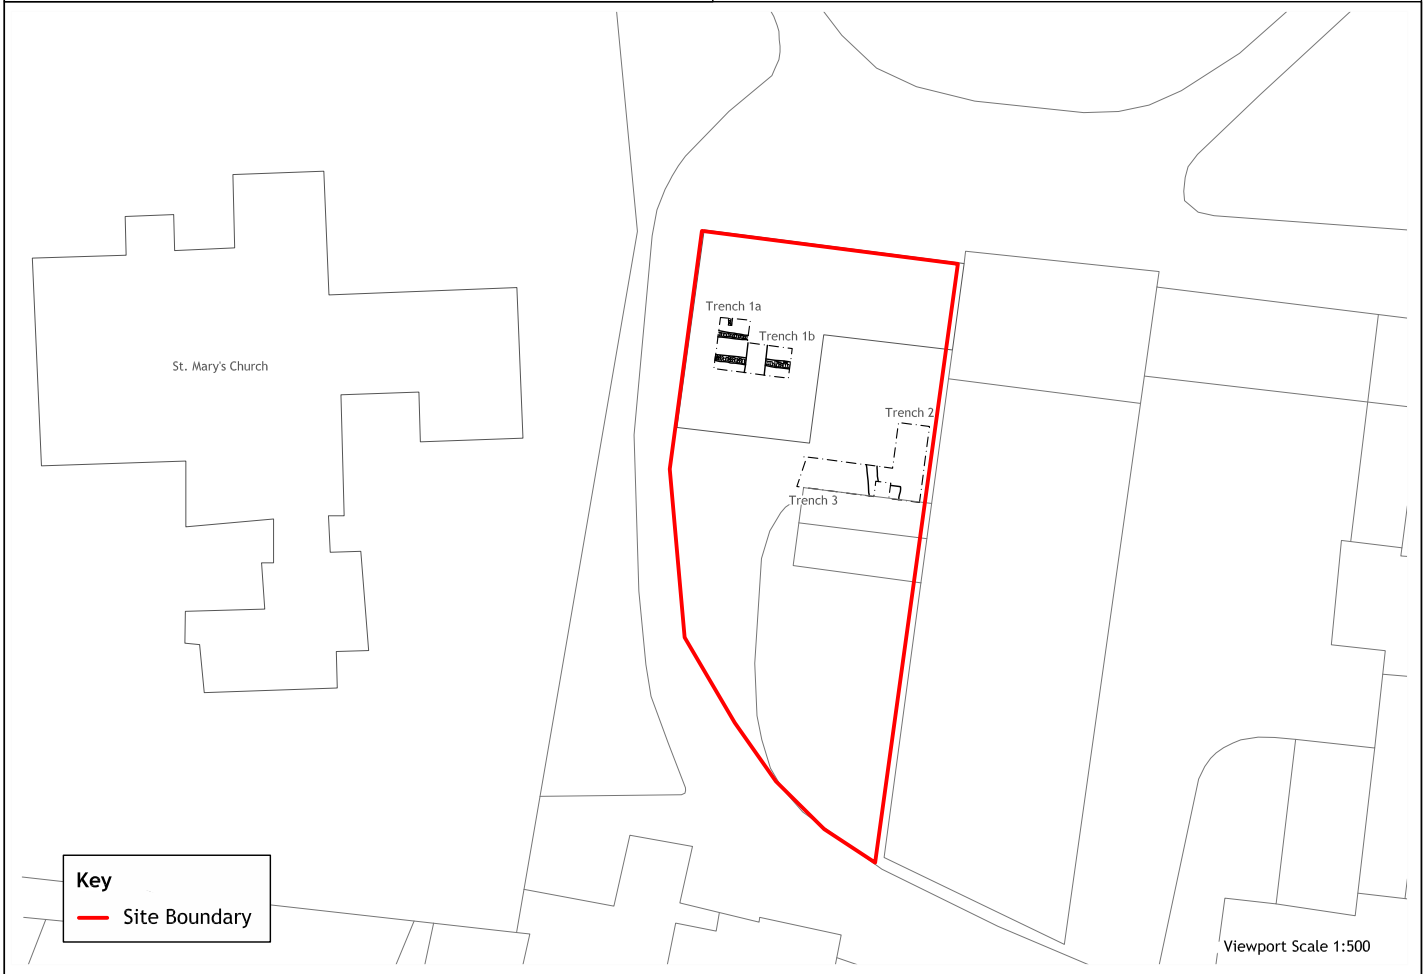 Trench 1a
Trench 1b
St. Mary's Church
Trench 2
Trench 3
Key
Site Boundary
Viewport Scale 1:500